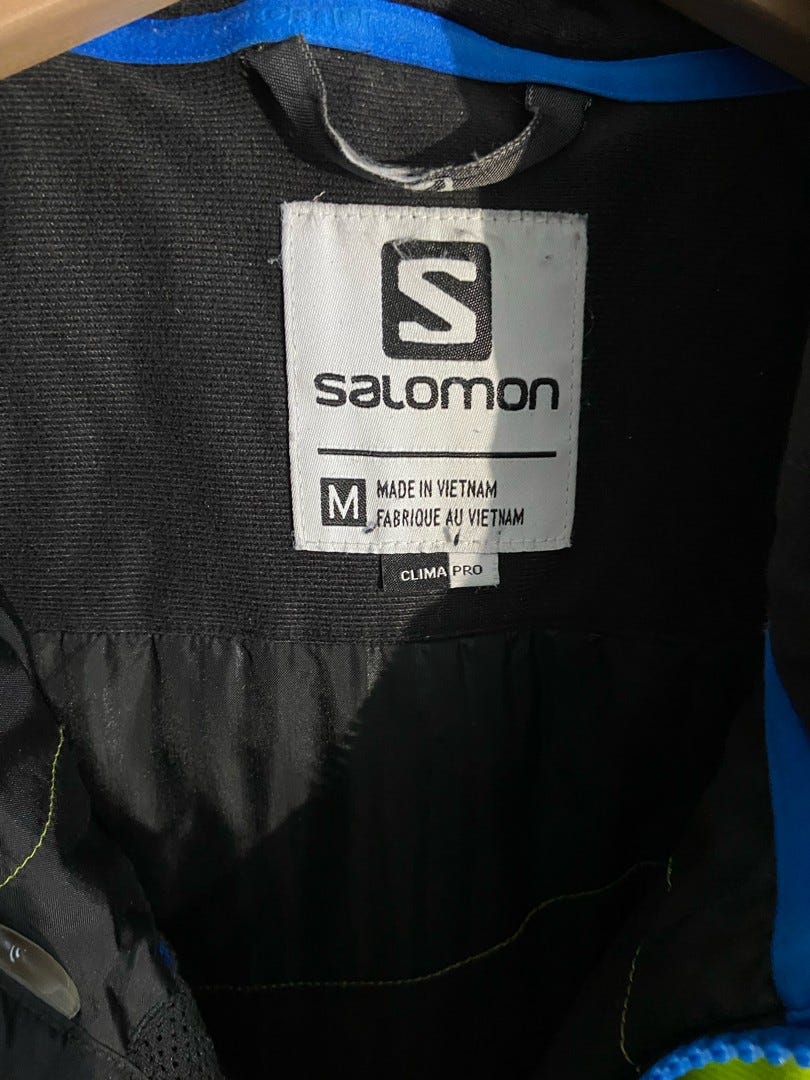 S
salomon
M MADE IN VIETNAM
FABRIQUE AU VIETNAM
CLIMA PRO